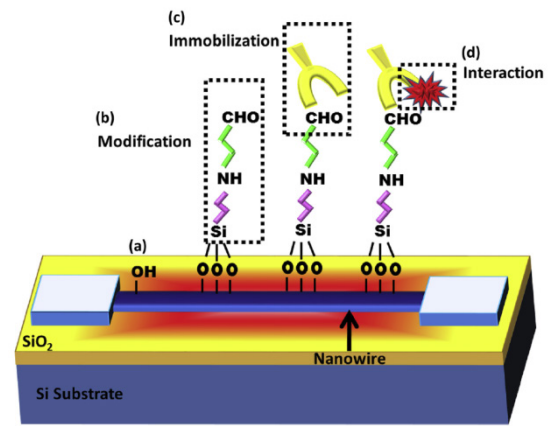 (c)
Immobilization
(d)
Interaction
(b)
Modification
CHO
CHO
CHO
NH
NH
NH
Si
Si
Si
(a)
OH
O O O
O O O
O O O
SiO₂
Nanowire
Si Substrate